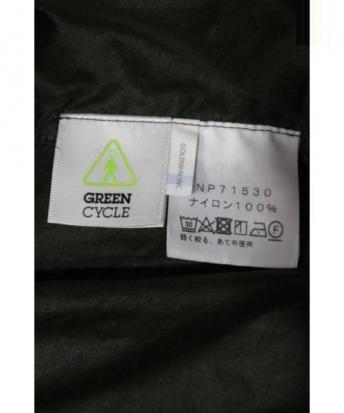 GREEN
CYCLE
GOLDWIN INC.
NP71530
ナイロン100%
30
F
弱く絞る、あて布使用